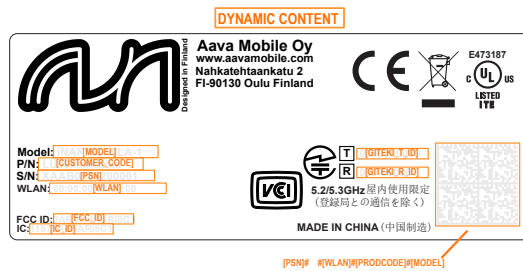 DYNAMIC CONTENT
Designed in Finland
Aava Mobile Oy
www.aavamobile.com
Nahkatehtaankatu 2
FI-90130 Oulu Finland
E473187
C UL US
LISTED
ITE
Model: [MODEL]
P/N: [CUSTOMER_CODE]
S/N: [PSN]
WLAN: [WLAN]
FCC ID: [FCC_ID]
IC: [IC_ID]
T [GITEKI_T_ID]
R [GITEKI_R_ID]
VCI
5.2/5.3GHz屋内使用限定
(登録局との通信を除く)
MADE IN CHINA (中国制造)
[PSN]# #[WLAN]#[PRODCODE]#[MODEL]